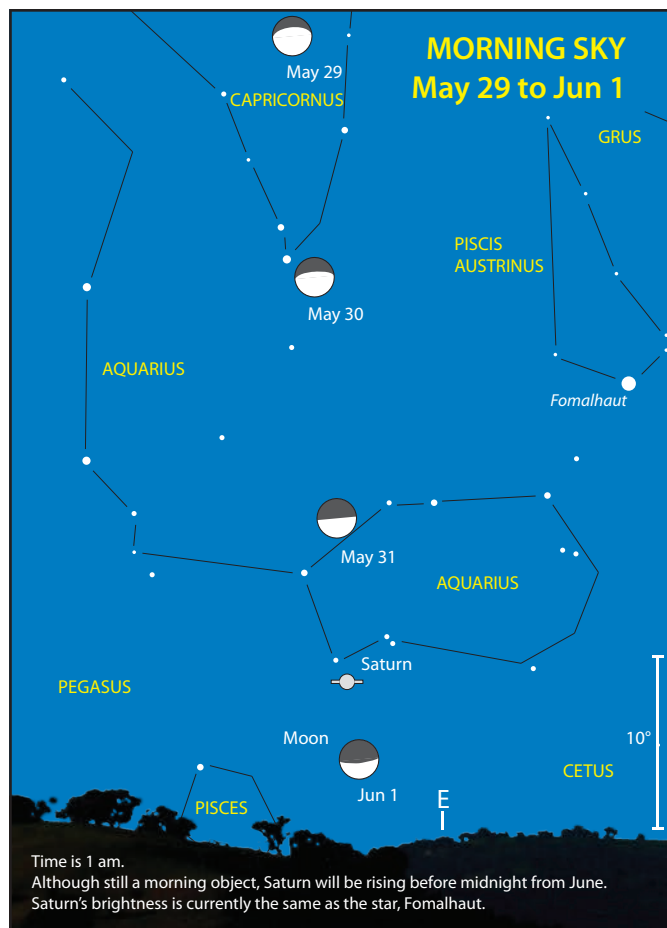 MORNING SKY
May 29 to Jun 1
May 29
CAPRICORNUS
GRUS
PISCIS
AUSTRINUS
May 30
AQUARIUS
Fomalhaut
May 31
AQUARIUS
Saturn
PEGASUS
10°
Moon
CETUS
Jun 1
E
PISCES
Time is 1 am.
Although still a morning object, Saturn will be rising before midnight from June.
Saturn’s brightness is currently the same as the star, Fomalhaut.